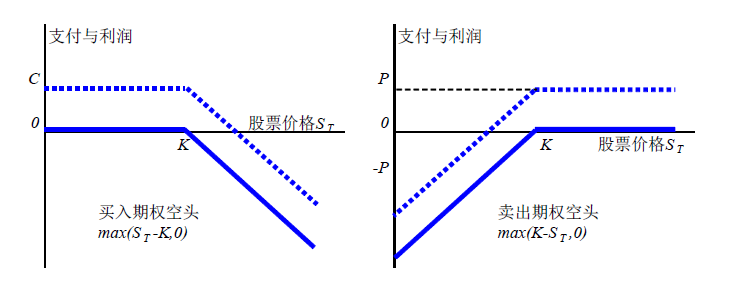 支付与利润
C
0
K
股票价格S_T
买入期权空头
max(S_T-K,0)
支付与利润
P
0
-P
K
股票价格S_T
卖出期权空头
max(K-S_T,0)